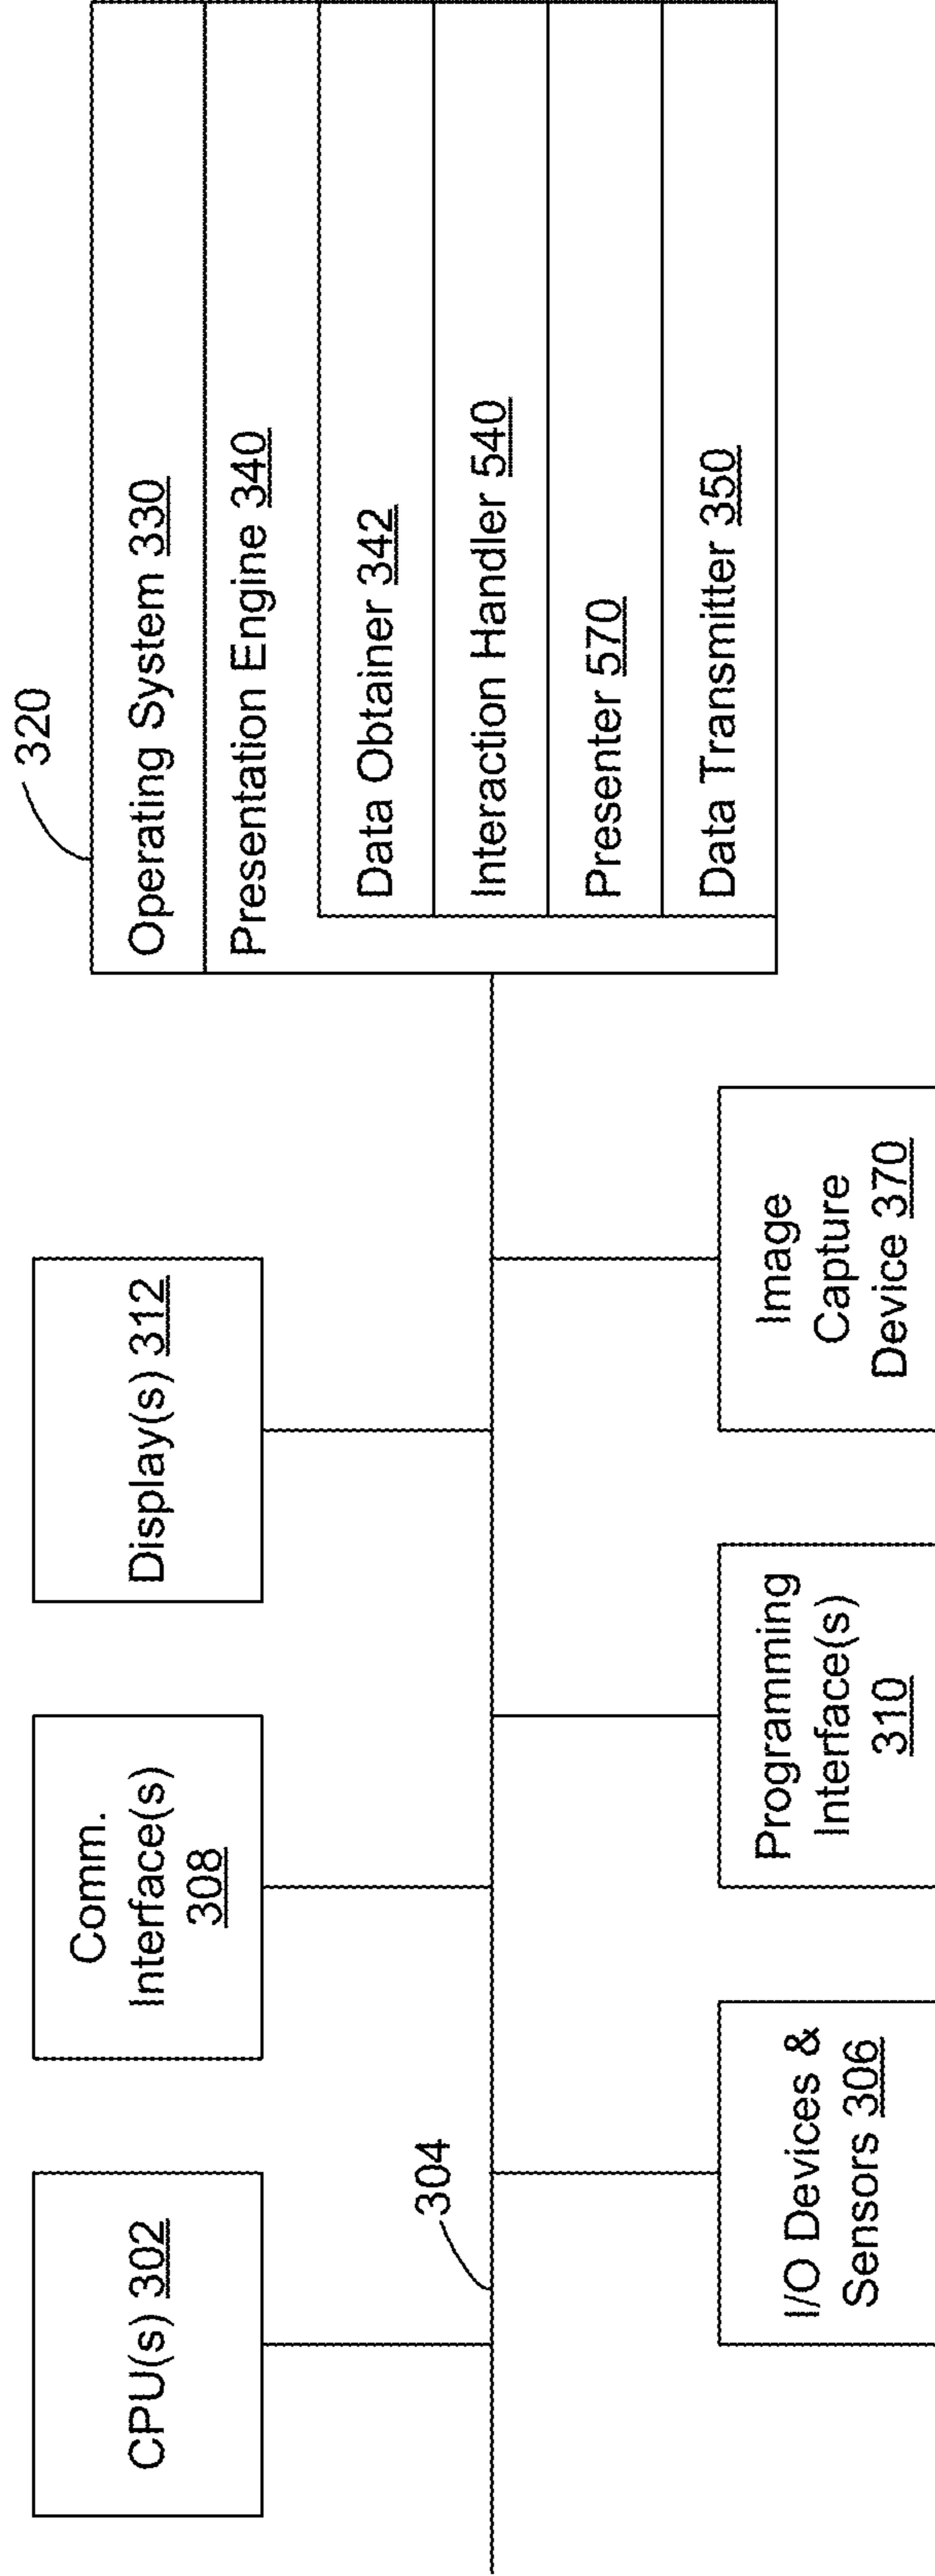 CPU(s) 302
Comm.
Interface(s)
308
Display(s) 312
304
I/O Devices &
Sensors 306
Programming
Interface(s)
310
Image
Capture
Device 370
320
Operating System 330
Presentation Engine 340
Data Obtainer 342
Interaction Handler 540
Presenter 570
Data Transmitter 350